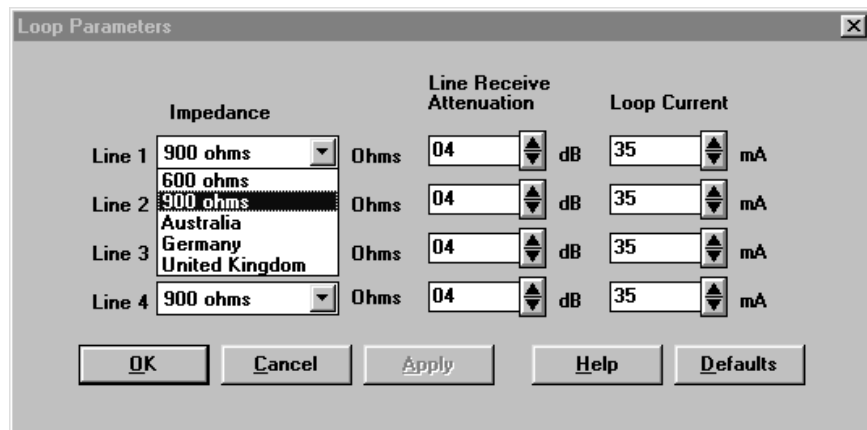 Loop Parameters
Impedance
Line Receive
Attenuation
Loop Current
Line 1 900 ohms Ohms 04 dB 35 mA
600 ohms
Line 2 900 ohms Ohms 04 dB 35 mA
Australia
Germany
Line 3 United Kingdom Ohms 04 dB 35 mA
Line 4 900 ohms Ohms 04 dB 35 mA
OK Cancel Apply Help Defaults